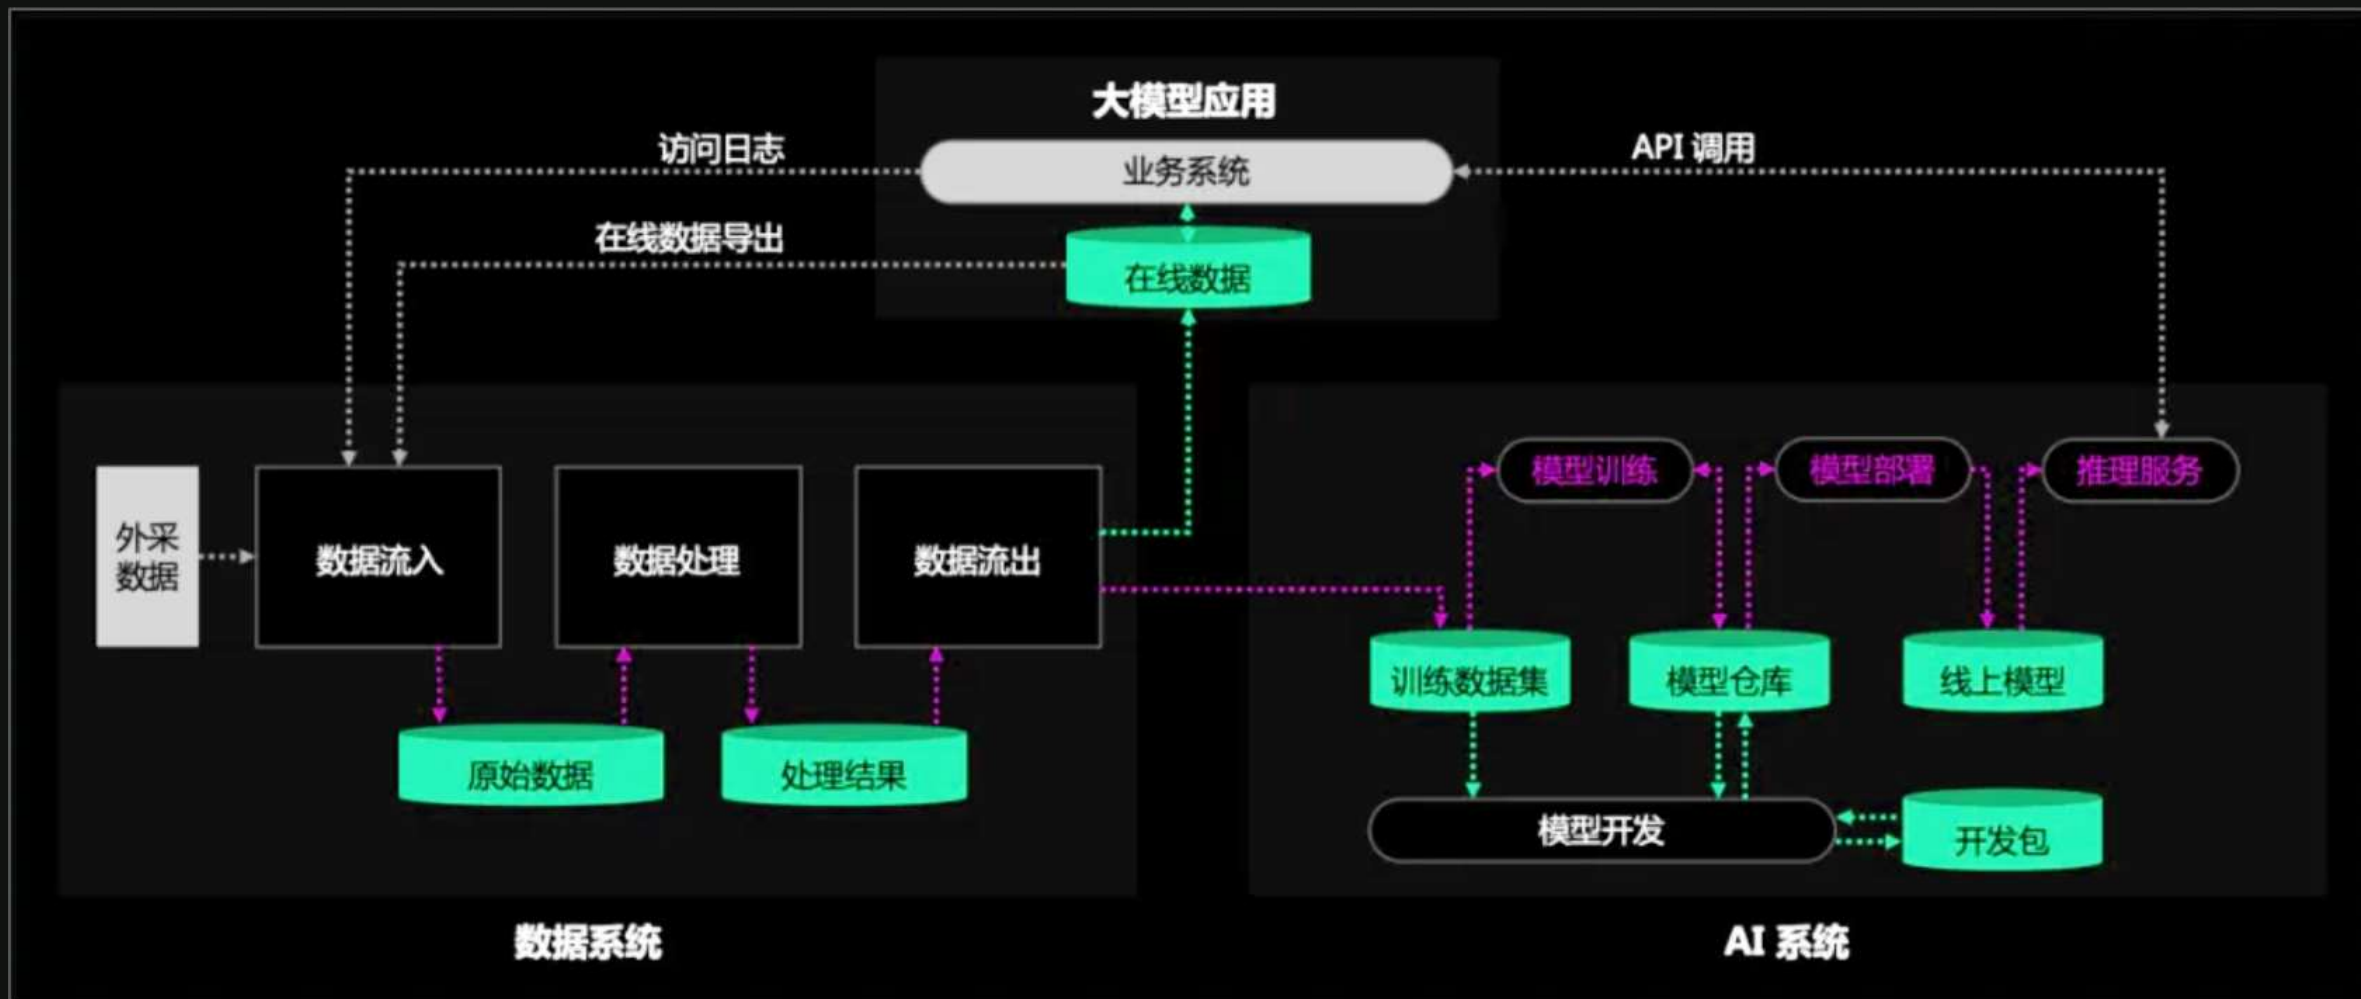 大模型应用
访问日志
业务系统
API 调用
在线数据导出
在线数据
外采
数据
数据流入
数据处理
数据流出
原始数据
处理结果
数据系统
模型训练
模型部署
推理服务
训练数据集
模型仓库
线上模型
模型开发
开发包
AI 系统